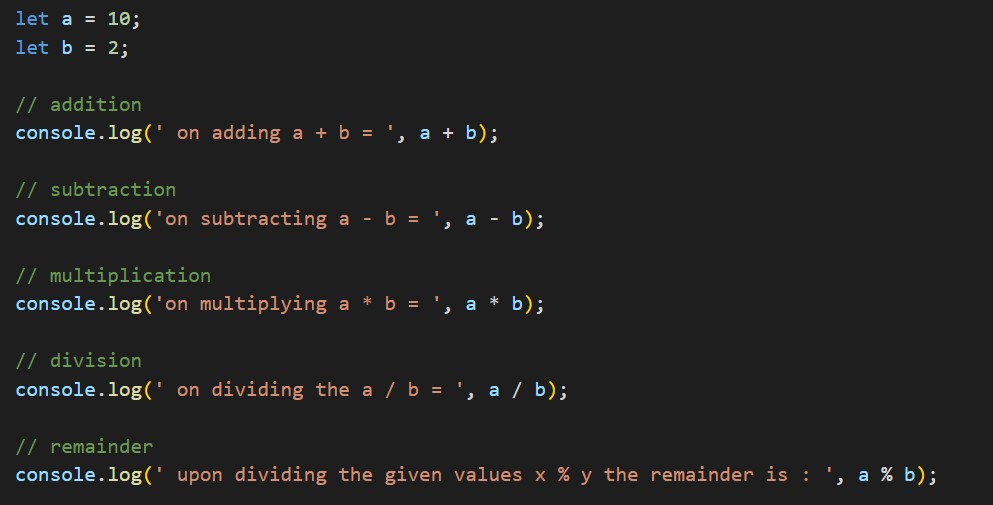 let a = 10;
let b = 2;
// addition
console.log(' on adding a + b = ', a + b);
// subtraction
console.log('on subtracting a - b = ', a - b);
// multiplication
console.log('on multiplying a * b = ', a * b);
// division
console.log(' on dividing the a / b = ', a / b);
// remainder
console.log(' upon dividing the given values x % y the remainder is : ', a % b);